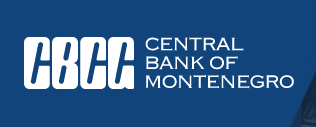 CBCG
CENTRAL
BANK OF
MONTENEGRO